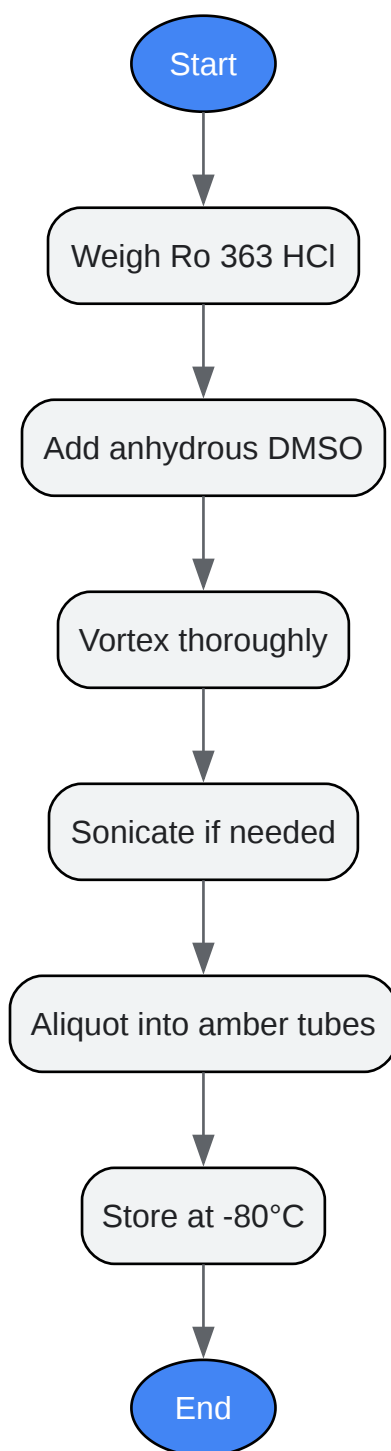 Start
Weigh Ro 363 HCl
Add anhydrous DMSO
Vortex thoroughly
Sonicate if needed
Aliquot into amber tubes
Store at -80°C
End